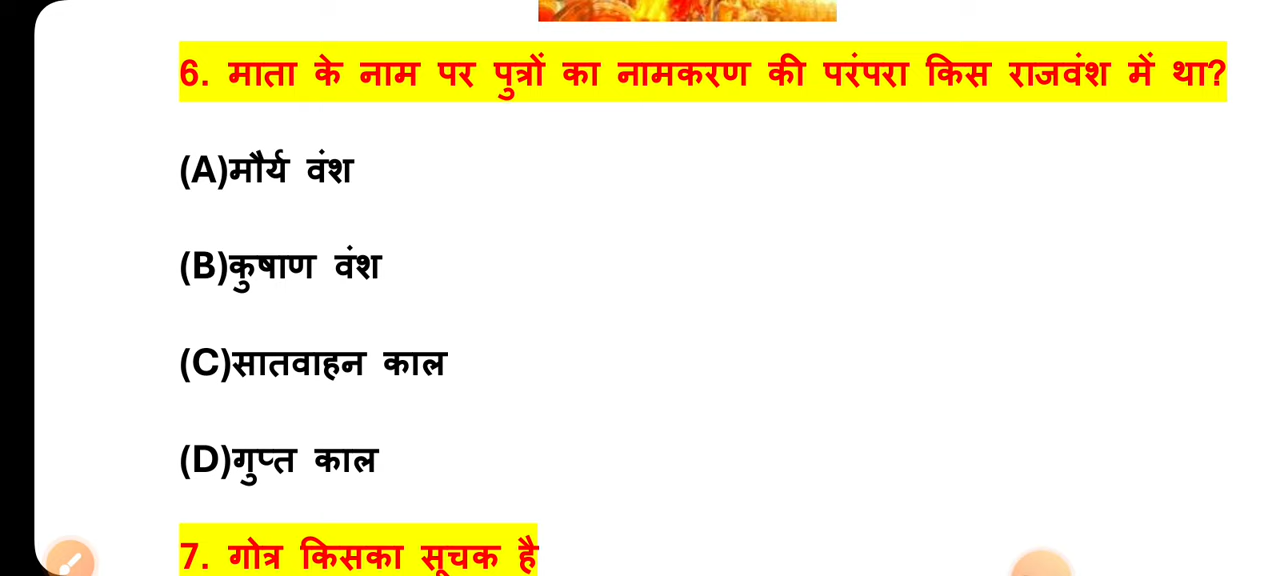 6. माता के नाम पर पुत्रों का नामकरण की परंपरा किस राजवंश में था?
(A)मौर्य वंश
(B)कुषाण वंश
(C)सातवाहन काल
(D)गुप्त काल
7. गोत्र किसका सूचक है